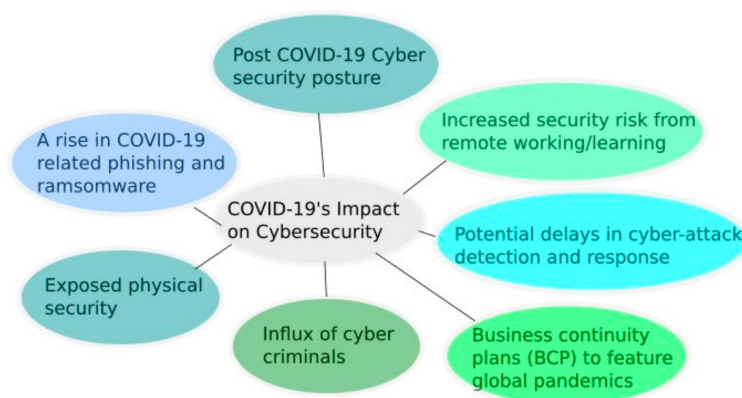 Post COVID-19 Cyber
security posture
Increased security risk from
remote working/learning
A rise in COVID-19
related phishing and
ramsomware
COVID-19's Impact
on Cybersecurity
Potential delays in cyber-attack
detection and response
Exposed physical
security
Influx of cyber
criminals
Business continuity
plans (BCP) to feature
global pandemics